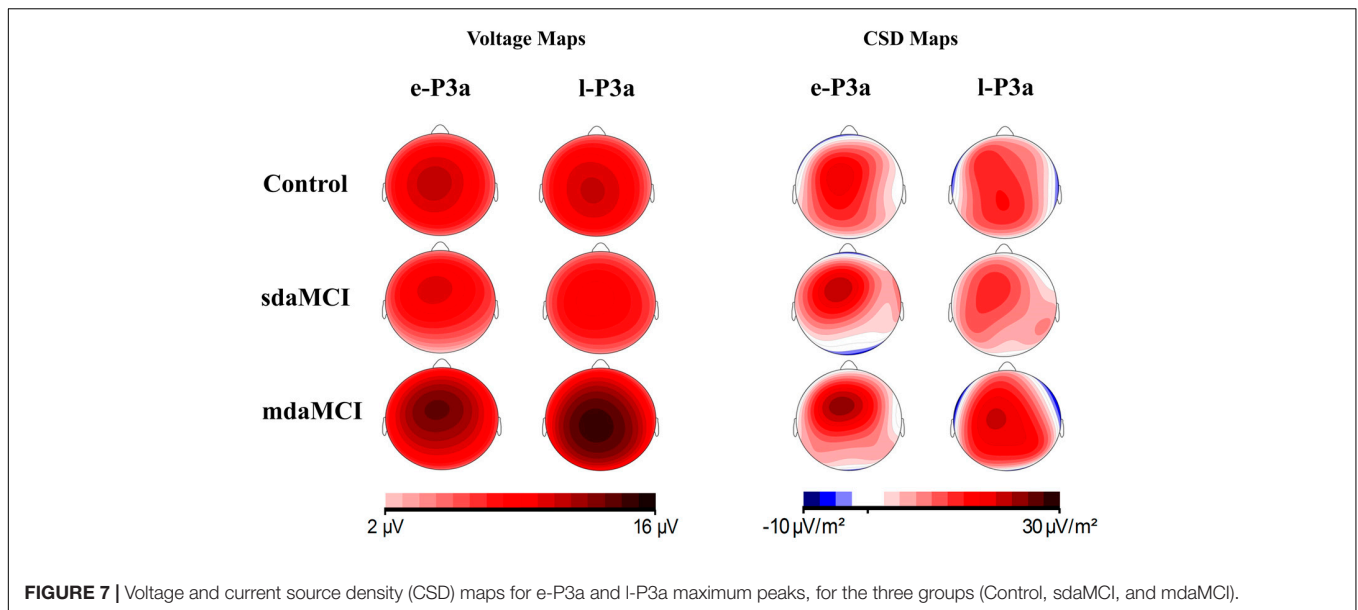 Voltage Maps CSD Maps
e-P3a l-P3a e-P3a l-P3a
Control
sdaMCI
mdaMCI
2 µV 16 µV -10 µV/m² 30 µV/m²
FIGURE 7 | Voltage and current source density (CSD) maps for e-P3a and l-P3a maximum peaks, for the three groups (Control, sdaMCI, and mdaMCI).